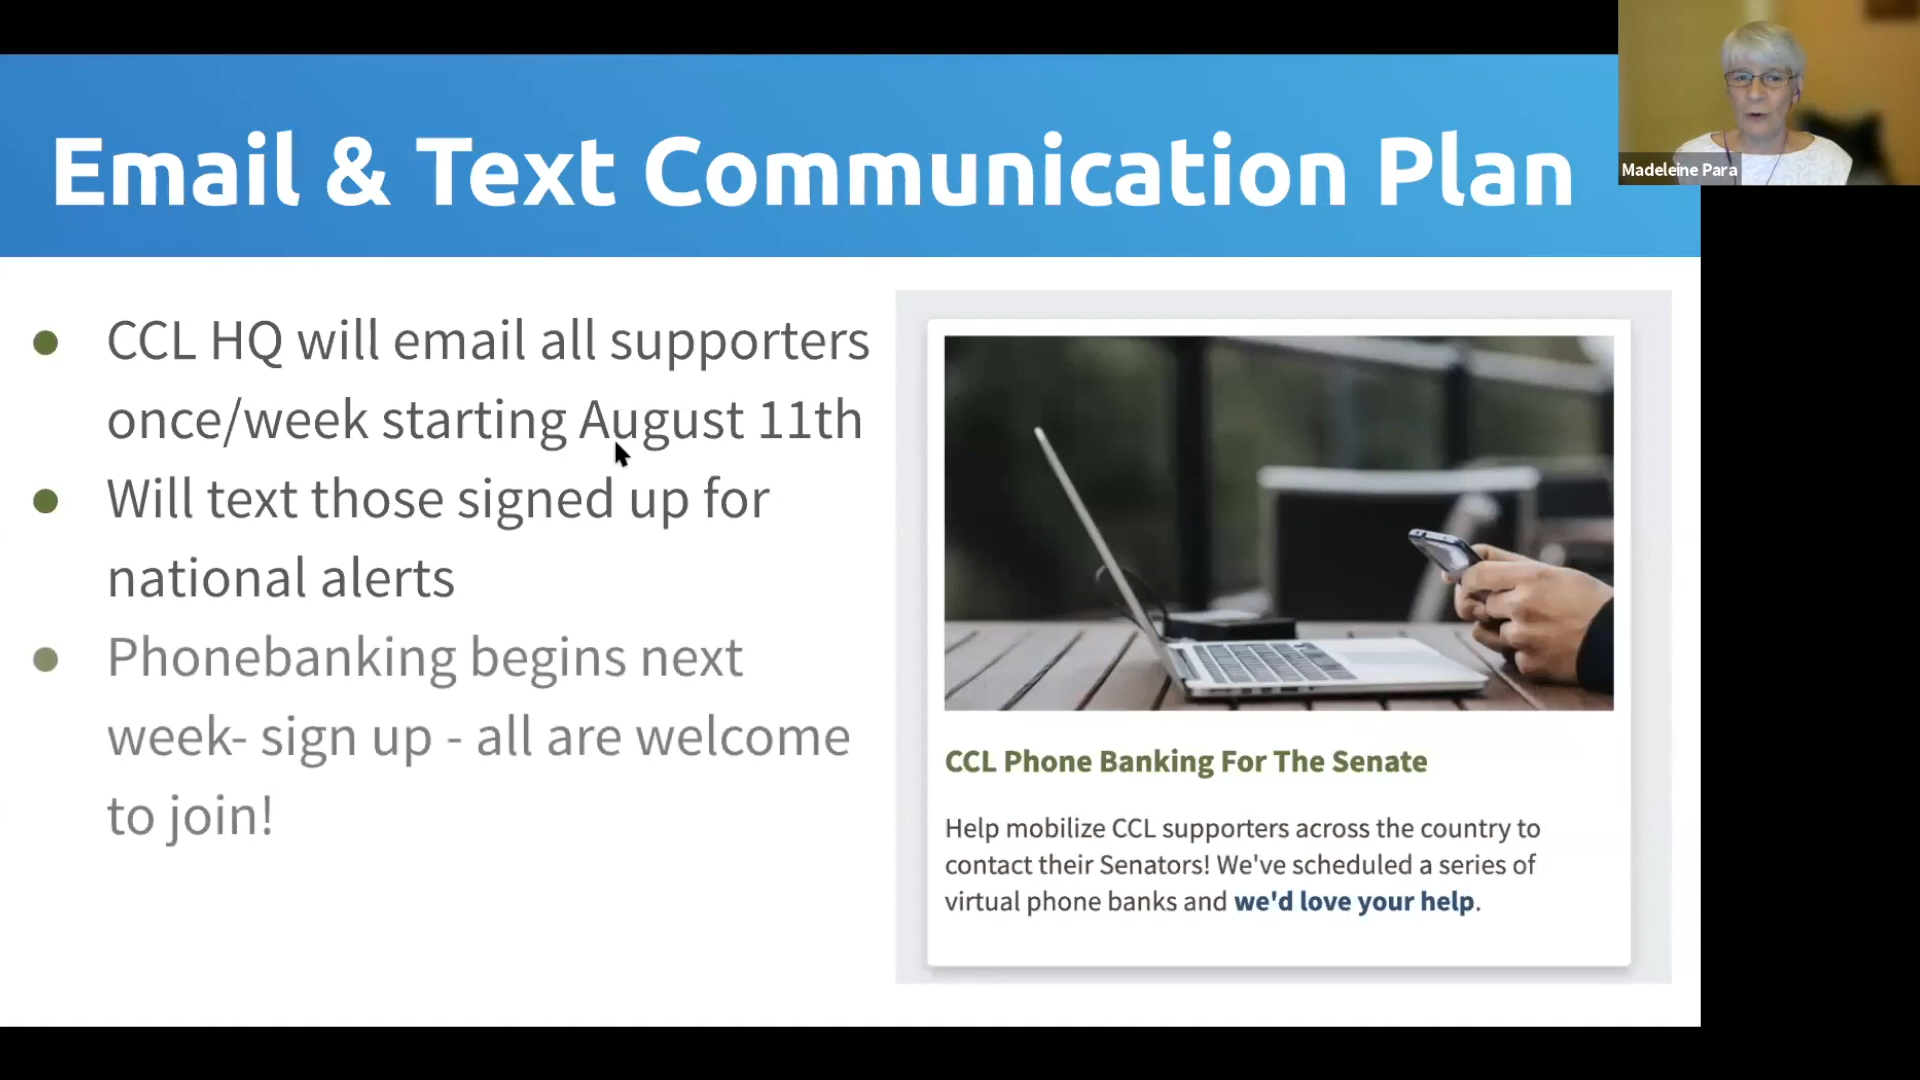 Email & Text Communication Plan
Madeleine Para
CCL HQ will email all supporters
once/week starting August 11th
Will text those signed up for
national alerts
Phonebanking begins next
week- sign up - all are welcome
to join!
CCL Phone Banking For The Senate
Help mobilize CCL supporters across the country to
contact their Senators! We've scheduled a series of
virtual phone banks and we'd love your help.